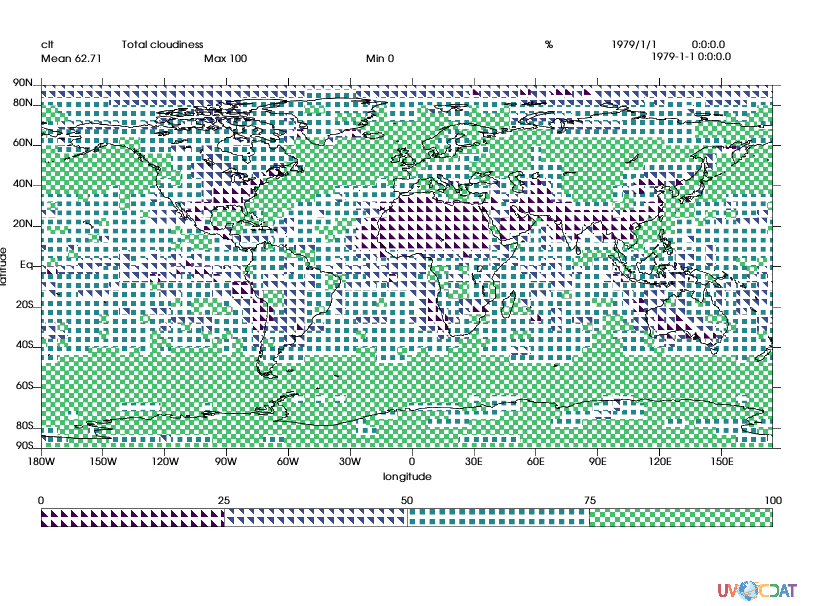 clt Total cloudiness % 1979/1/1 0:0:0.0
Mean 62.71 Max 100 Min 0 1979-1-1 0:0:0.0
90N
80N
60N
40N
20N
Eq
20S
40S
60S
80S
90S
latitude
180W 150W 120W 90W 60W 30W 0 30E 60E 90E 120E 150E
longitude
0 25 50 75 100
UVCDAT